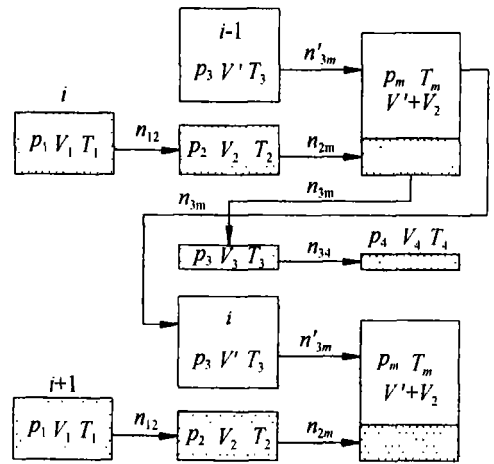 i-1
n'3m
p3 V' T3
pm Tm
V'+V2
i
n12
n2m
p1 V1 T1
p2 V2 T2
n3m
n3m
p3 V3 T3
n34
p4 V4 T4
i
n'3m
p3 V' T3
pm Tm
V'+V2
i+1
n12
n2m
p1 V1 T1
p2 V2 T2